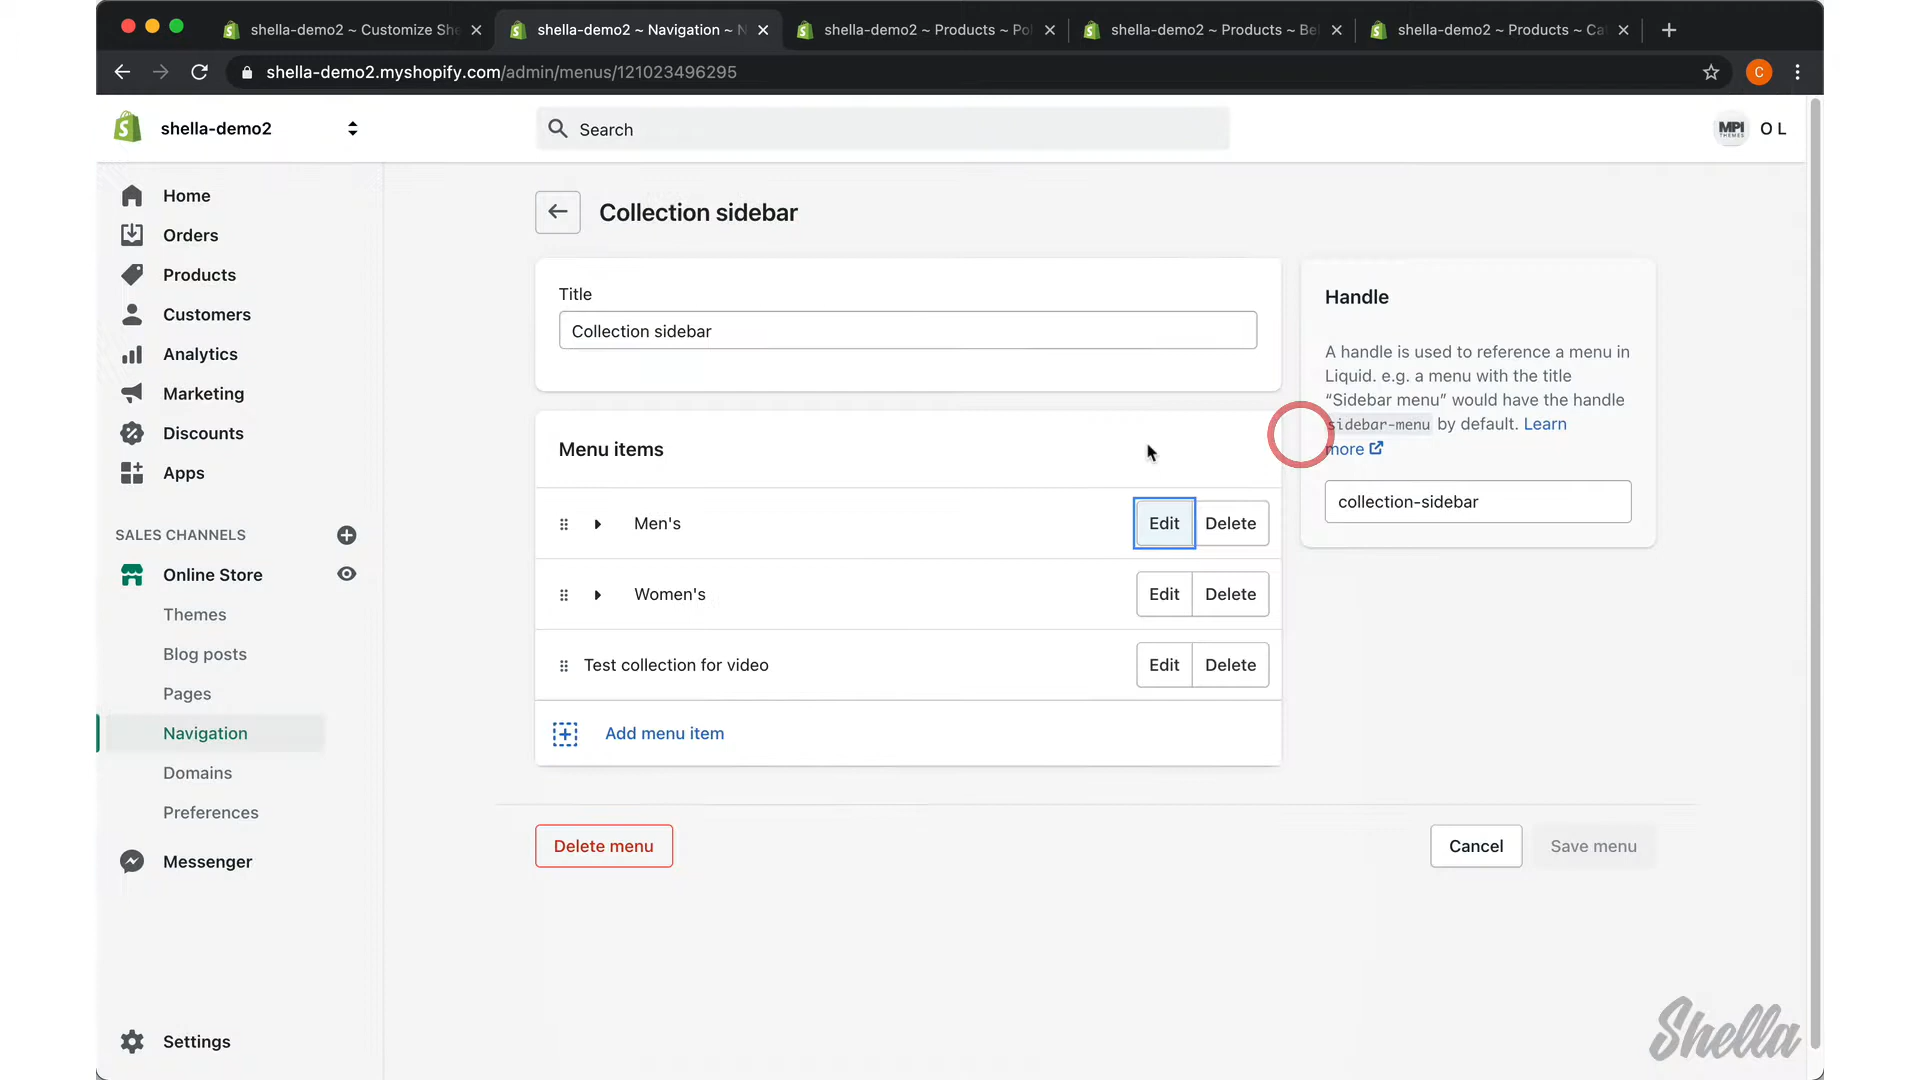 shella-demo2 ~ Customize She
shella-demo2 ~ Navigation ~ N
shella-demo2 ~ Products ~ Pol
shella-demo2 ~ Products ~ Bel
shella-demo2 ~ Products ~ Cal
shella-demo2.myshopify.com/admin/menus/121023496295
C
shella-demo2
Search
MPI
THEMES
O L
Home
Orders
Products
Customers
Analytics
Marketing
Discounts
Apps
SALES CHANNELS
Online Store
Themes
Blog posts
Pages
Navigation
Domains
Preferences
Messenger
Settings
Collection sidebar
Title
Collection sidebar
Menu items
Men's
Edit
Delete
Women's
Edit
Delete
Test collection for video
Edit
Delete
Add menu item
Handle
A handle is used to reference a menu in
Liquid. e.g. a menu with the title
“Sidebar menu” would have the handle
sidebar-menu by default. Learn
more
collection-sidebar
Delete menu
Cancel
Save menu
Shella